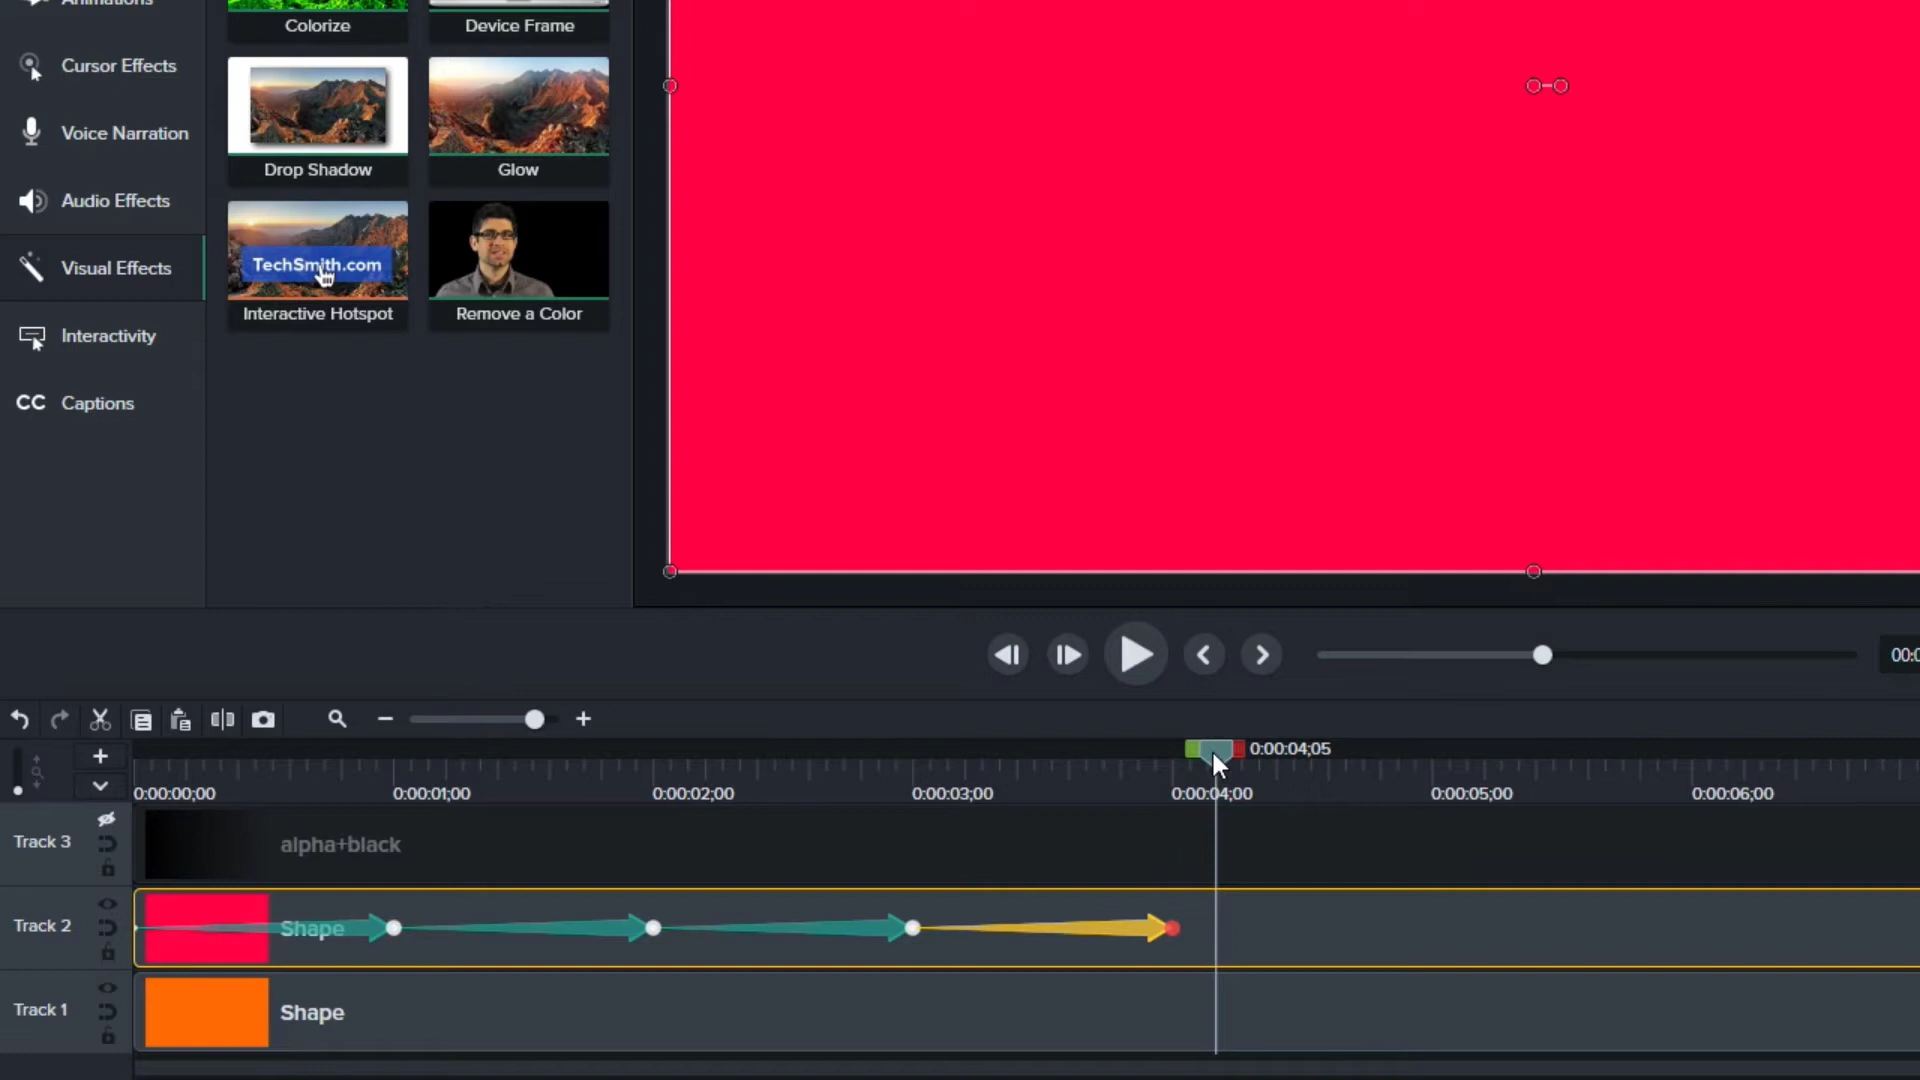 Animations
Cursor Effects
Voice Narration
Audio Effects
Visual Effects
Interactivity
CC Captions
Colorize
Device Frame
Drop Shadow
Glow
TechSmith.com
Interactive Hotspot
Remove a Color
0:00:04;05
0:00:00;00
0:00:01;00
0:00:02;00
0:00:03;00
0:00:04;00
0:00:05;00
0:00:06;00
Track 3
alpha+black
Track 2
Shape
Track 1
Shape